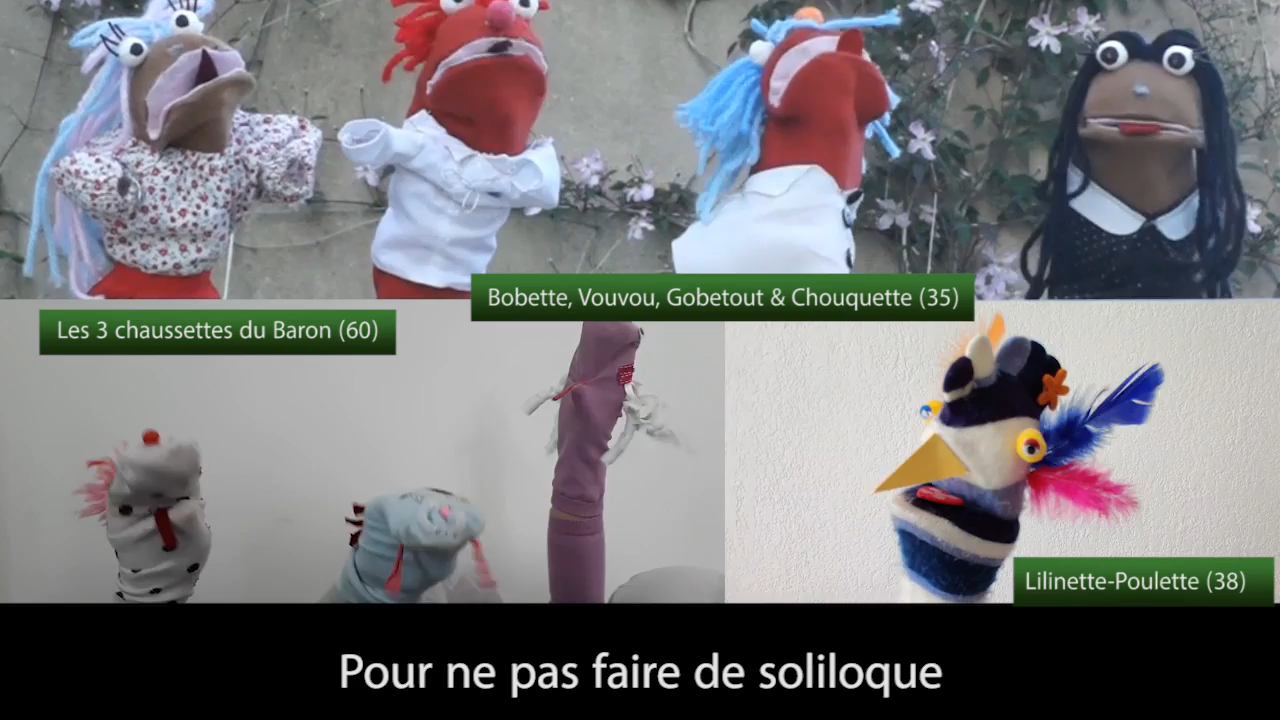 Bobette, Vouvou, Gobetout & Chouquette (35)
Les 3 chaussettes du Baron (60)
Lilinette-Poulette (38)
Pour ne pas faire de soliloque